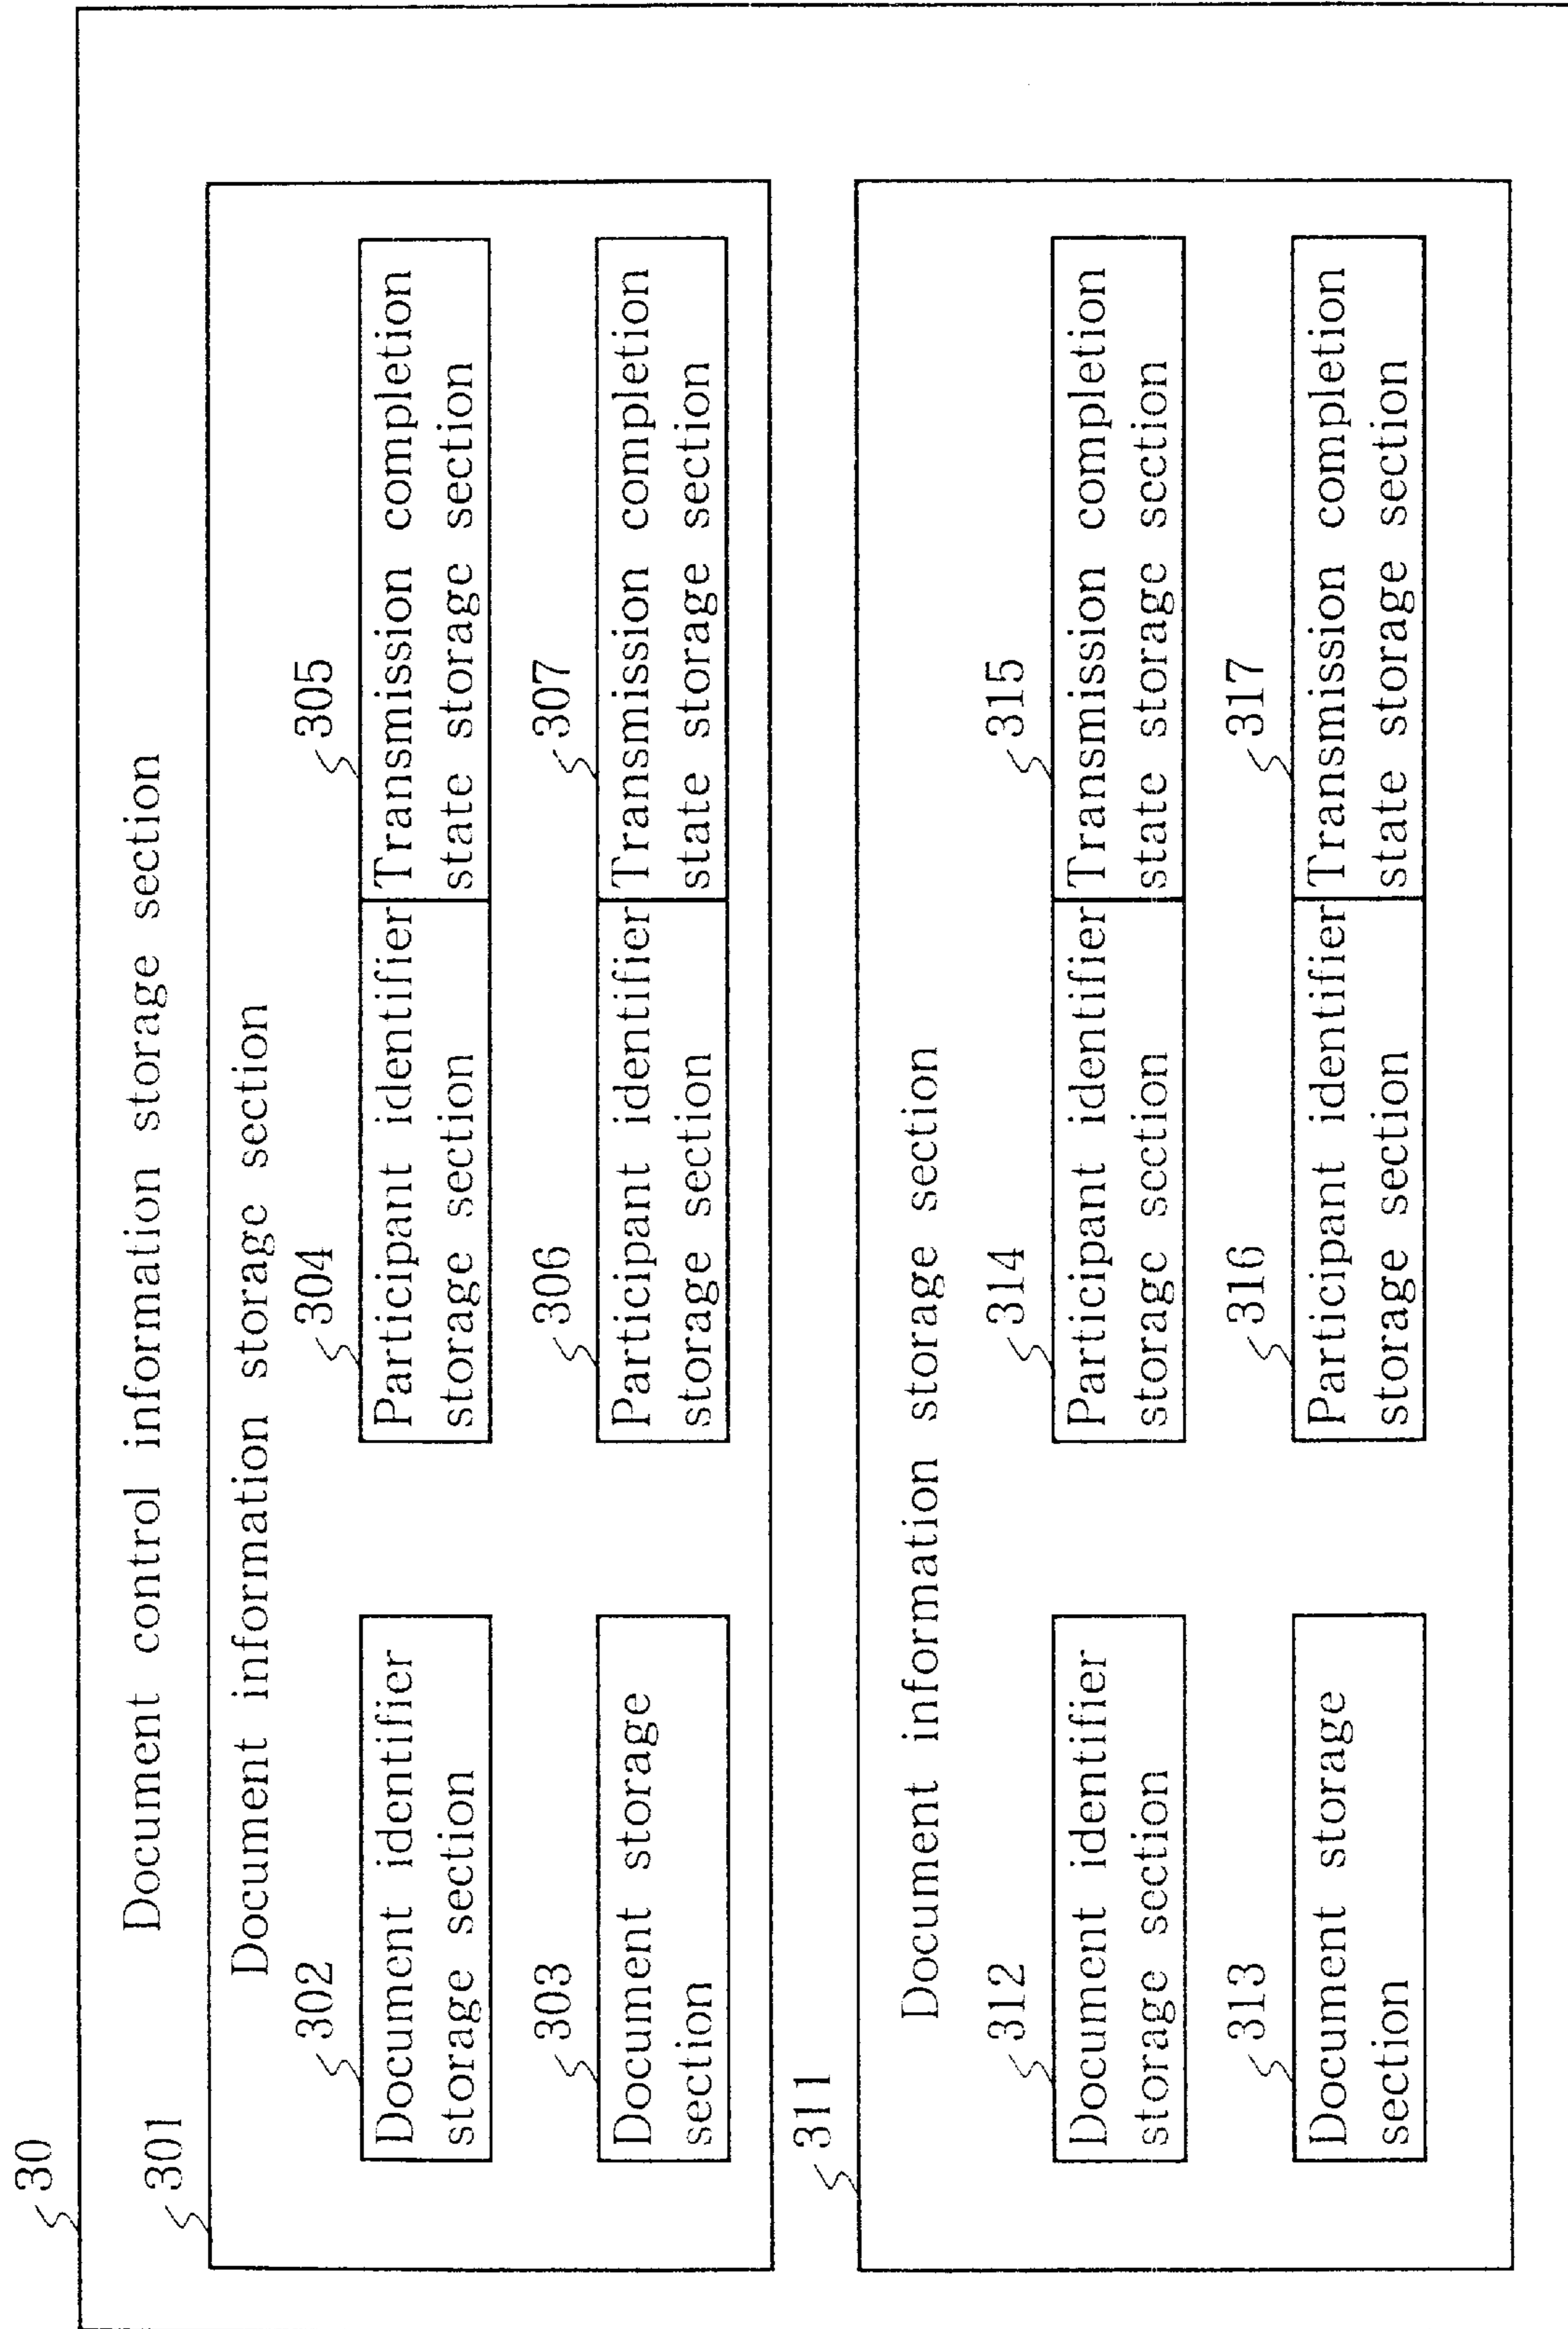 30
Document control information storage section
301
Document information storage section
302
304
305
Document identifier
storage section
Participant identifier
storage section
Transmission completion
state storage section
303
306
307
Document storage
section
Participant identifier
storage section
Transmission completion
state storage section
311
Document information storage section
312
314
315
Document identifier
storage section
Participant identifier
storage section
Transmission completion
state storage section
313
316
317
Document storage
section
Participant identifier
storage section
Transmission completion
state storage section